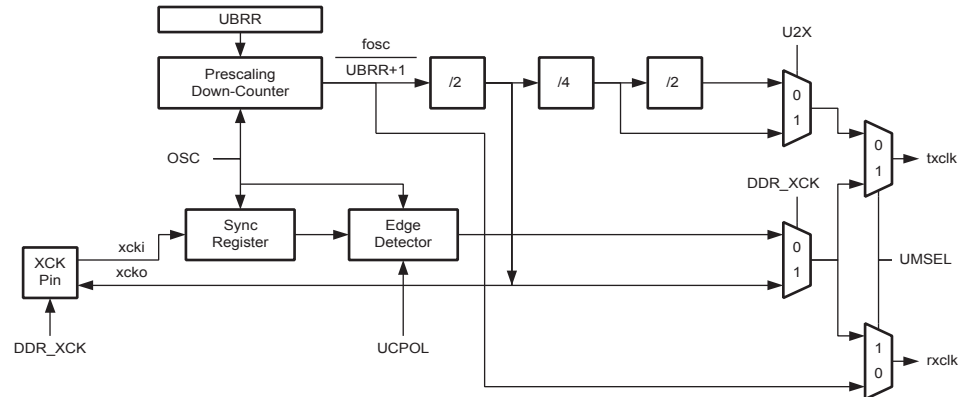 UBRR
U2X
fosc
Prescaling
Down-Counter
UBRR+1
/2
/4
/2
0
1
OSC
0
1
txclk
DDR_XCK
Sync
Register
Edge
Detector
xcki
0
1
XCK
Pin
xcko
UMSEL
DDR_XCK
UCPOL
1
0
rxclk